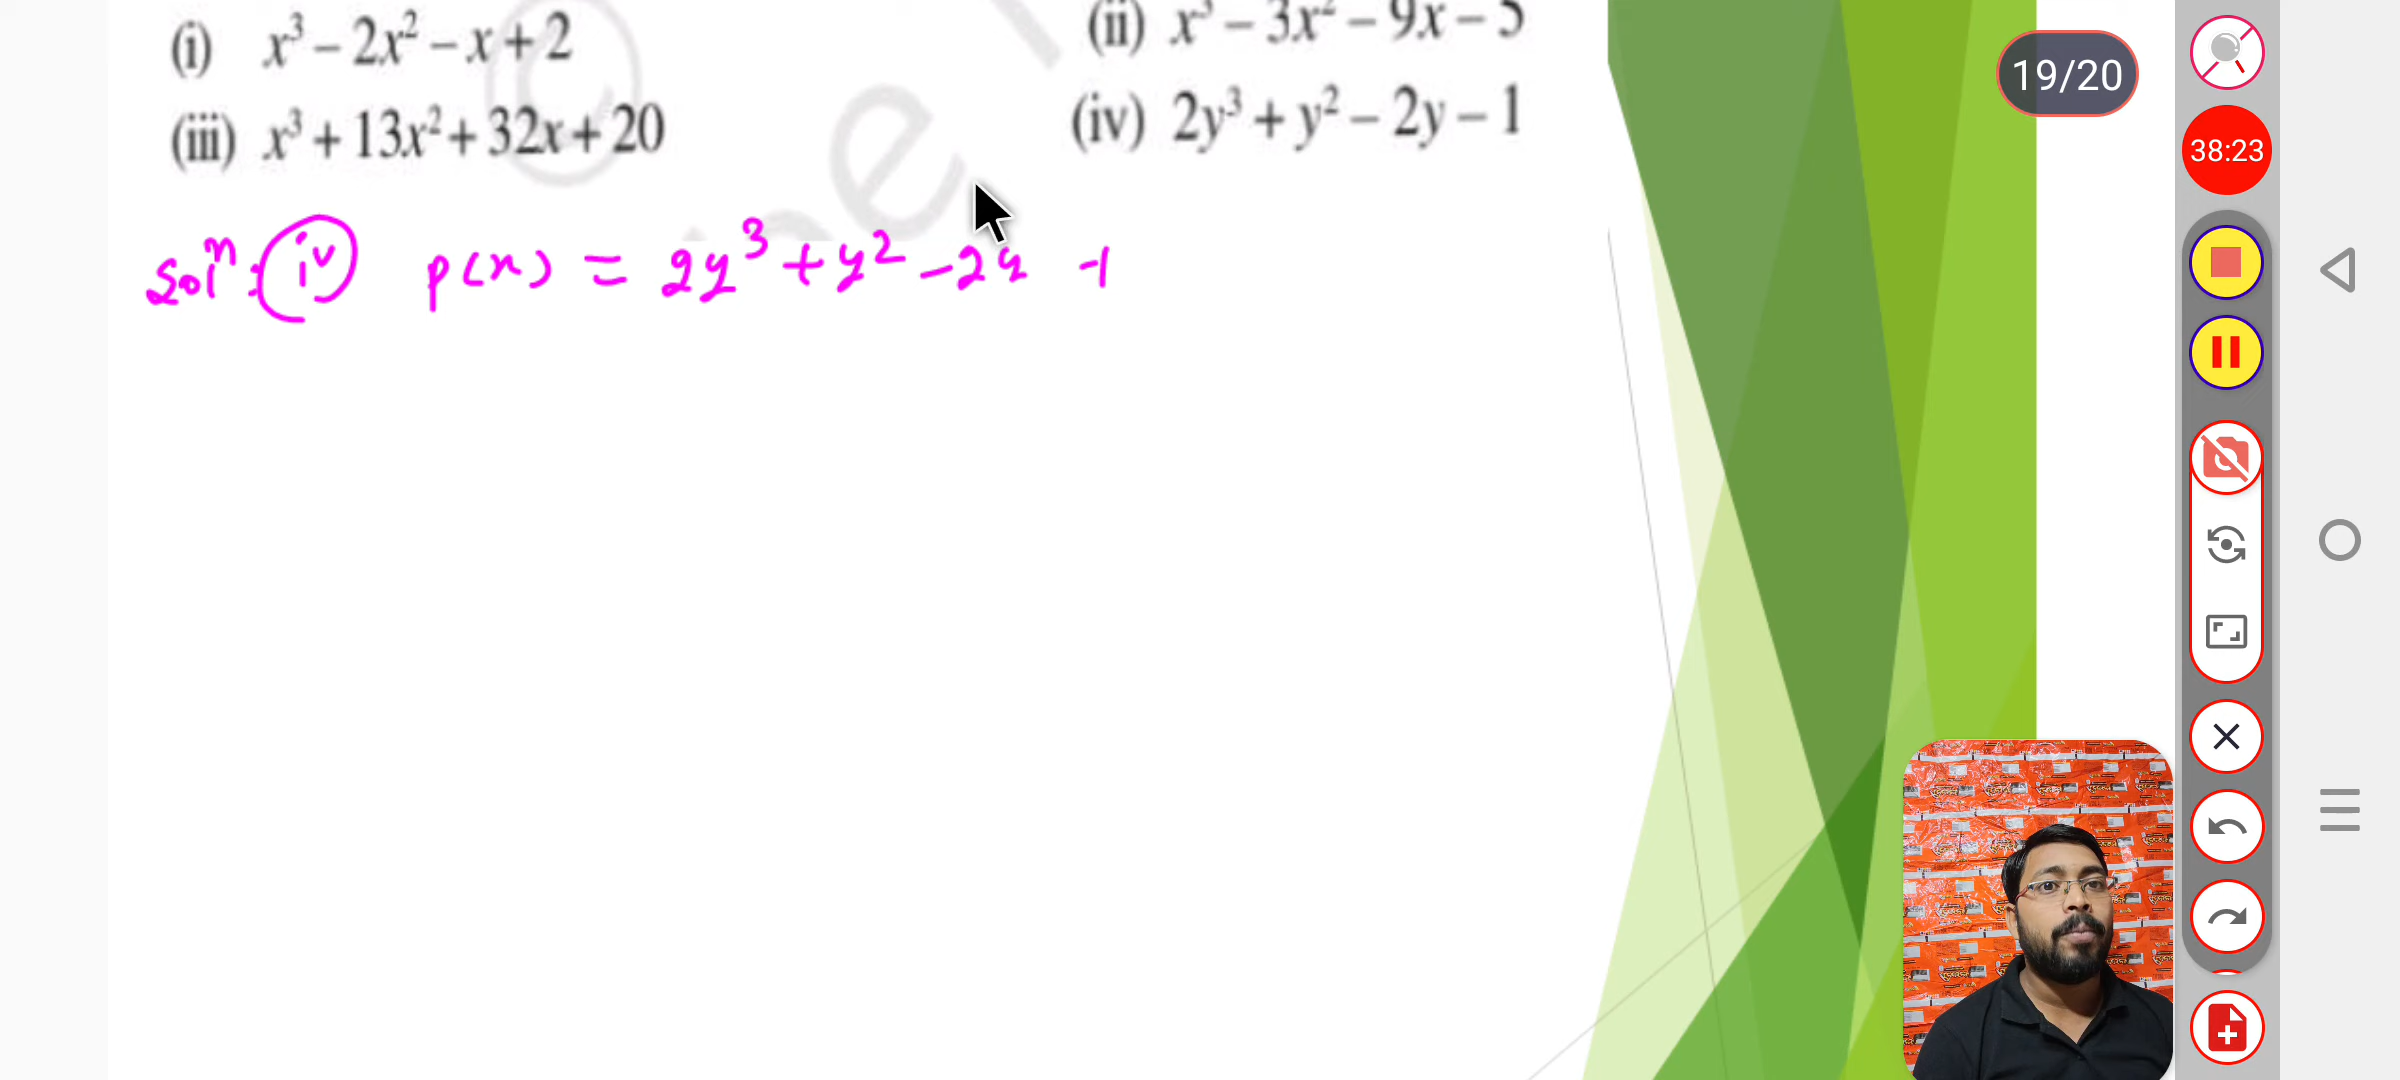 (i) x³ – 2x² – x + 2 (ii) x³ – 3x² – 9x – 5
(iii) x³ + 13x² + 32x + 20 (iv) 2y³ + y² – 2y – 1
19/20
38:23
Solⁿ: (iv) p(x) = 2y³ + y² - 2y - 1
©
he